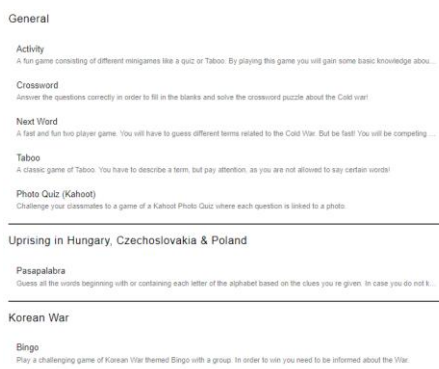 General
Activity
A fun game consisting of different minigames like a quiz or Taboo. By playing this game you will gain some basic knowledge abou...
Crossword
Answer the questions correctly in order to fill in the blanks and solve the crossword puzzle about the Cold war!
Next Word
A fast and fun two player game. You will have to guess different terms related to the Cold War. But be fast! You will be competing ...
Taboo
A classic game of Taboo. You have to describe a term, but pay attention, as you are not allowed to say certain words!
Photo Quiz (Kahoot)
Challenge your classmates to a game of a Kahoot Photo Quiz where each question is linked to a photo.
Uprising in Hungary, Czechoslovakia & Poland
Pasapalabra
Guess all the words beginning with or containing each letter of the alphabet based on the clues you re given. In case you do not k...
Korean War
Bingo
Play a challenging game of Korean War themed Bingo with a group. In order to win you need to be informed about the War.